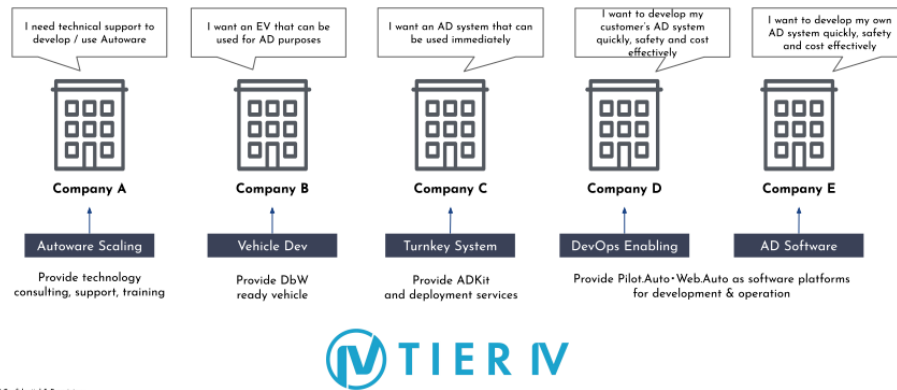 I need technical support to
develop / use Autoware
I want an EV that can be
used for AD purposes
I want an AD system that can
be used immediately
I want to develop my
customer's AD system
quickly, safety and cost
effectively
I want to develop my own
AD system quickly, safety
and cost effectively
Company A
Company B
Company C
Company D
Company E
Autoware Scaling
Vehicle Dev
Turnkey System
DevOps Enabling
AD Software
Provide technology
consulting, support, training
Provide DbW
ready vehicle
Provide ADKit
and deployment services
Provide Pilot.Auto・Web.Auto as software platforms
for development & operation
TIER IV